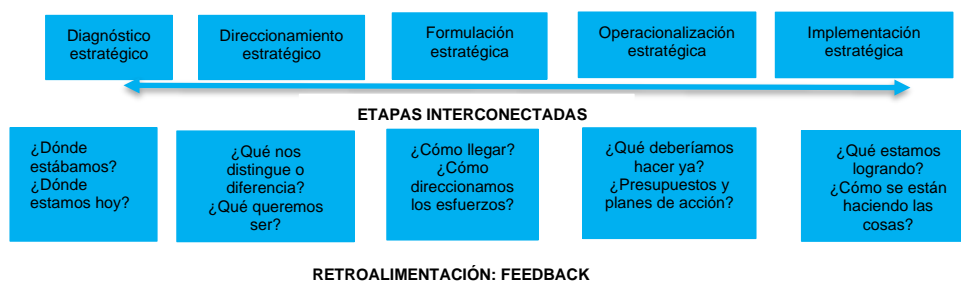 Diagnóstico
estratégico
Direccionamiento
estratégico
Formulación
estratégica
Operacionalización
estratégica
Implementación
estratégica
ETAPAS INTERCONECTADAS
¿Dónde
estábamos?
¿Dónde
estamos hoy?
¿Qué nos
distingue o
diferencia?
¿Qué queremos
ser?
¿Cómo llegar?
¿Cómo
direccionamos
los esfuerzos?
¿Qué deberíamos
hacer ya?
¿Presupuestos y
planes de acción?
¿Qué estamos
logrando?
¿Cómo se están
haciendo las
cosas?
RETROALIMENTACIÓN: FEEDBACK